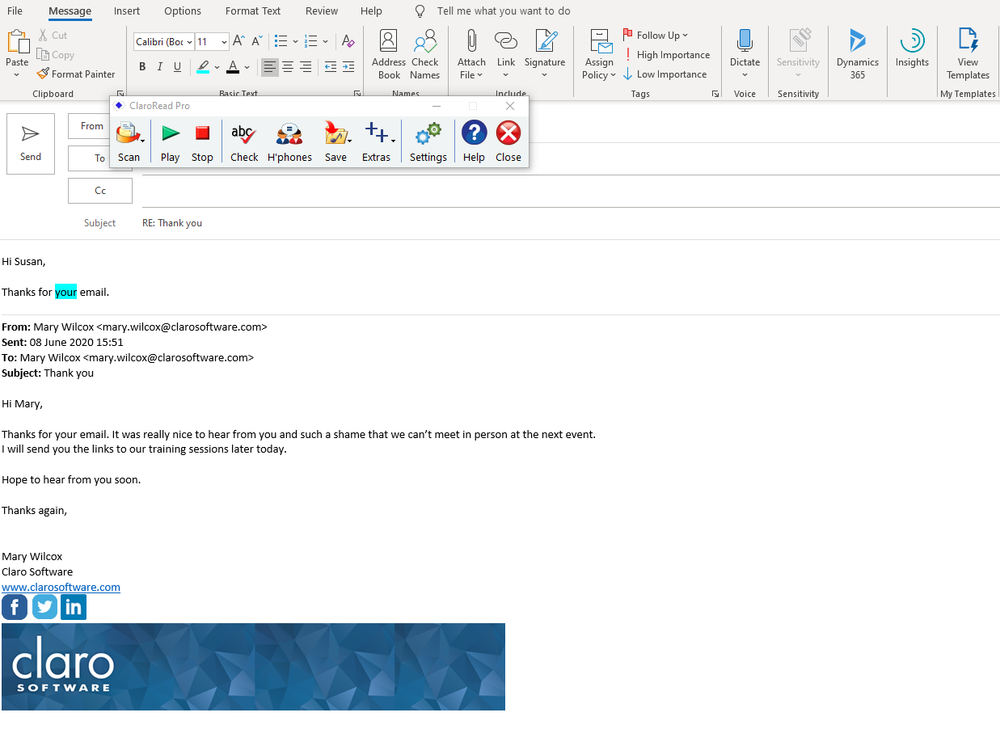 File Message Insert Options Format Text Review Help Tell me what you want to do
Paste
Cut
Copy
Format Painter
Clipboard
Calibri (Boc 11
B I U
Basic Text
Address Book
Check Names
Names
Attach File
Link
Signature
Include
Assign Policy
Follow Up
High Importance
Low Importance
Tags
Dictate
Voice
Sensitivity
Sensitivity
Dynamics 365
Insights
View Templates
My Templates
ClaroRead Pro
abc
Scan Play Stop Check H'phones Save Extras Settings Help Close
Send
From
To
Cc
Subject RE: Thank you
Hi Susan,
Thanks for your email.
From: Mary Wilcox <mary.wilcox@clarosoftware.com>
Sent: 08 June 2020 15:51
To: Mary Wilcox <mary.wilcox@clarosoftware.com>
Subject: Thank you
Hi Mary,
Thanks for your email. It was really nice to hear from you and such a shame that we can’t meet in person at the next event.
I will send you the links to our training sessions later today.
Hope to hear from you soon.
Thanks again,
Mary Wilcox
Claro Software
www.clarosoftware.com
f in
claro
SOFTWARE